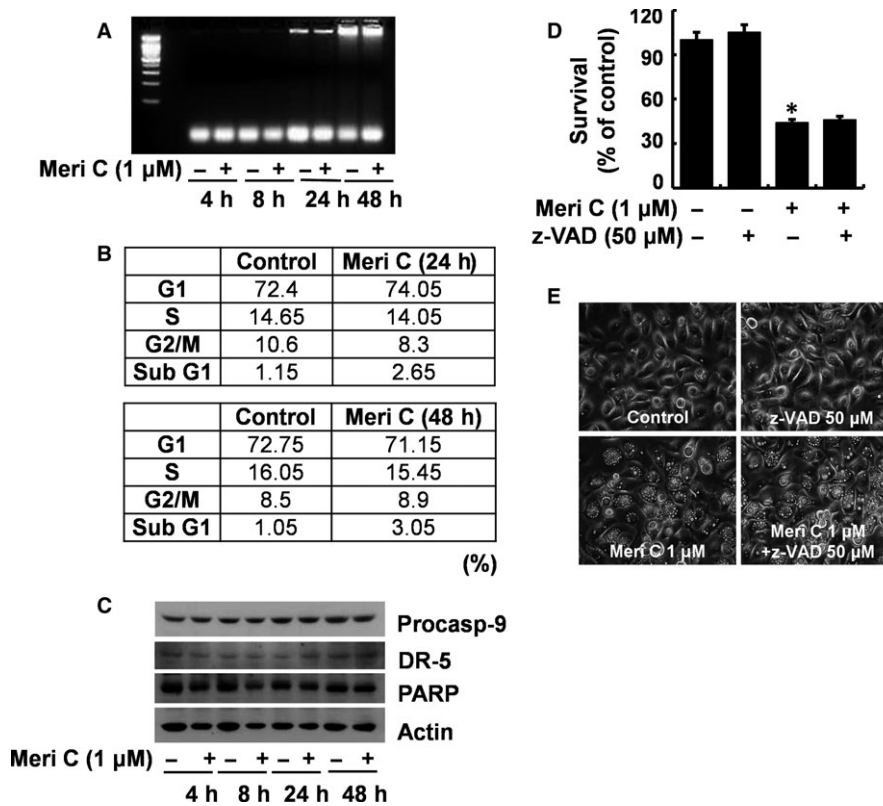 A
Meri C (1 µM) – + – + – + – +
4 h 8 h 24 h 48 h
B
Control Meri C (24 h)
G1 72.4 74.05
S 14.65 14.05
G2/M 10.6 8.3
Sub G1 1.15 2.65
Control Meri C (48 h)
G1 72.75 71.15
S 16.05 15.45
G2/M 8.5 8.9
Sub G1 1.05 3.05
(%)
C
Procasp-9
DR-5
PARP
Actin
Meri C (1 µM) – + – + – + – +
4 h 8 h 24 h 48 h
D
Survival
(% of control)
120
90
60
30
0
*
Meri C (1 µM) – – + +
z-VAD (50 µM) – + – +
E
Control
z-VAD 50 µM
Meri C 1 µM
Meri C 1 µM
+z-VAD 50 µM